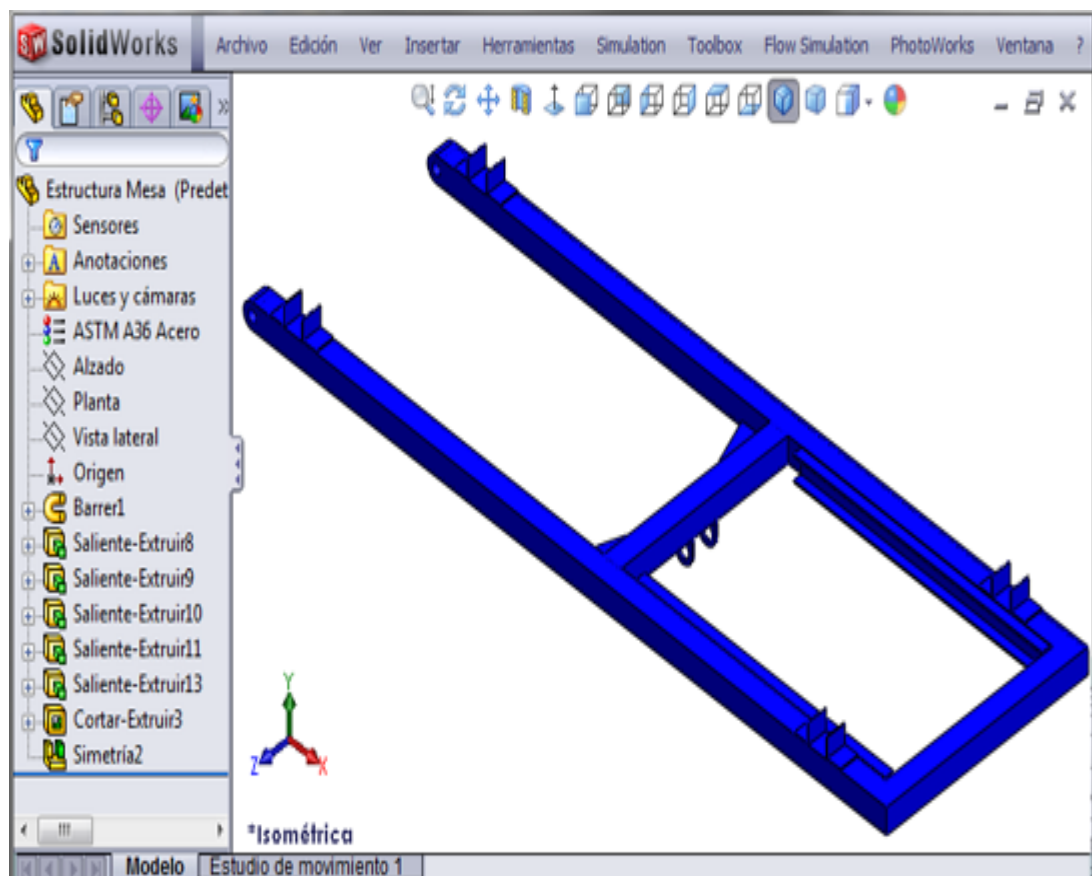 SolidWorks Archivo Edición Ver Insertar Herramientas Simulation Toolbox Flow Simulation PhotoWorks Ventana ?
Estructura Mesa (Predet
Sensores
Anotaciones
Luces y cámaras
ASTM A36 Acero
Alzado
Planta
Vista lateral
Origen
Barrer1
Saliente-Extruir8
Saliente-Extruir9
Saliente-Extruir10
Saliente-Extruir11
Saliente-Extruir13
Cortar-Extruir3
Simetría2
Y
Z X
*Isométrica
Modelo Estudio de movimiento 1